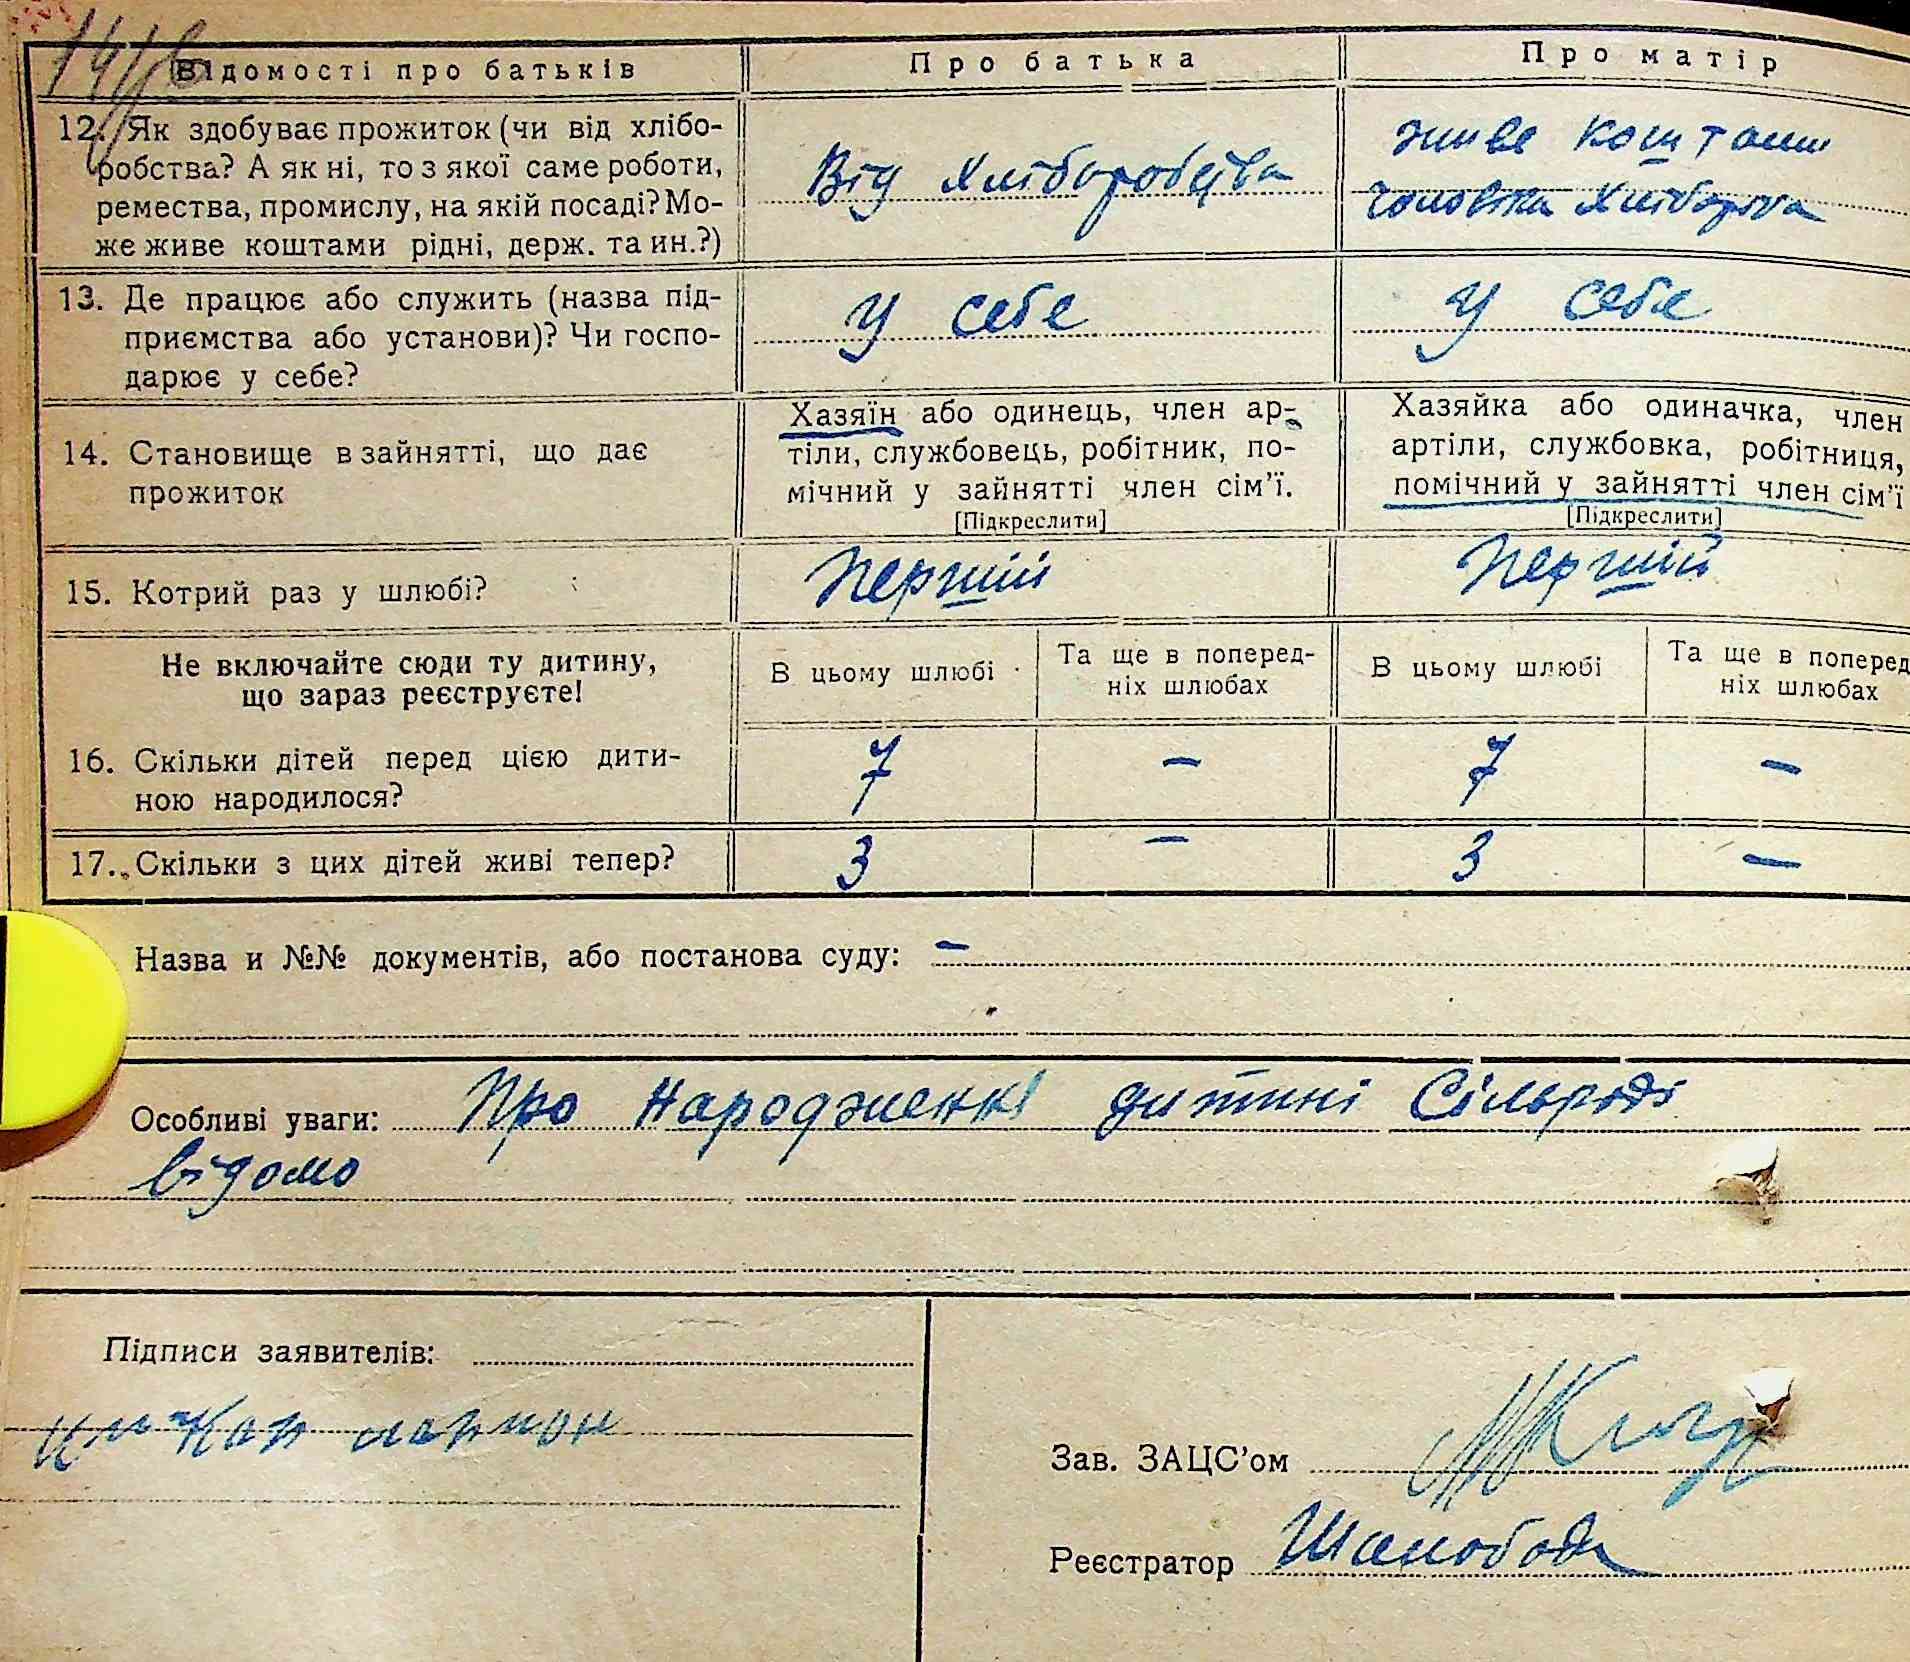 Відомості про батьків
Про батька
Про матір
12. Як здобуває прожиток (чи від хлібо-
робства? А як ні, то з якої саме роботи,
ремества, промислу, на якій посаді? Мо-
же живе коштами рідні, держ. та ин.?)
Від Хліборобства
живе коштами
чоловіка Хлібороба
13. Де працює або служить (назва під-
приємства або установи)? Чи госпо-
дарює у себе?
У себе
У себе
14. Становище в зайнятті, що дає
прожиток
Хазяїн або одинець, член ар-
тіли, службовець, робітник, по-
мічний у зайнятті член сім'ї.
[Підкреслити]
Хазяйка або одиначка, член
артіли, службовка, робітниця,
помічний у зайнятті член сім'ї
[Підкреслити]
15. Котрий раз у шлюбі?
Перший
Перший
Не включайте сюди ту дитину,
що зараз реєструєте!
В цьому шлюбі
Та ще в поперед-
ніх шлюбах
В цьому шлюбі
Та ще в поперед
ніх шлюбах
16. Скільки дітей перед цією дити-
ною народилося?
7 — 7 —
17. Скільки з цих дітей живі тепер?
3 — 3 —
Назва и №№ документів, або постанова суду: —
Особливі уваги: Про народженні дитині Сільраді
відомо
Підписи заявителів:
Зав. ЗАЦС'ом
Реєстратор